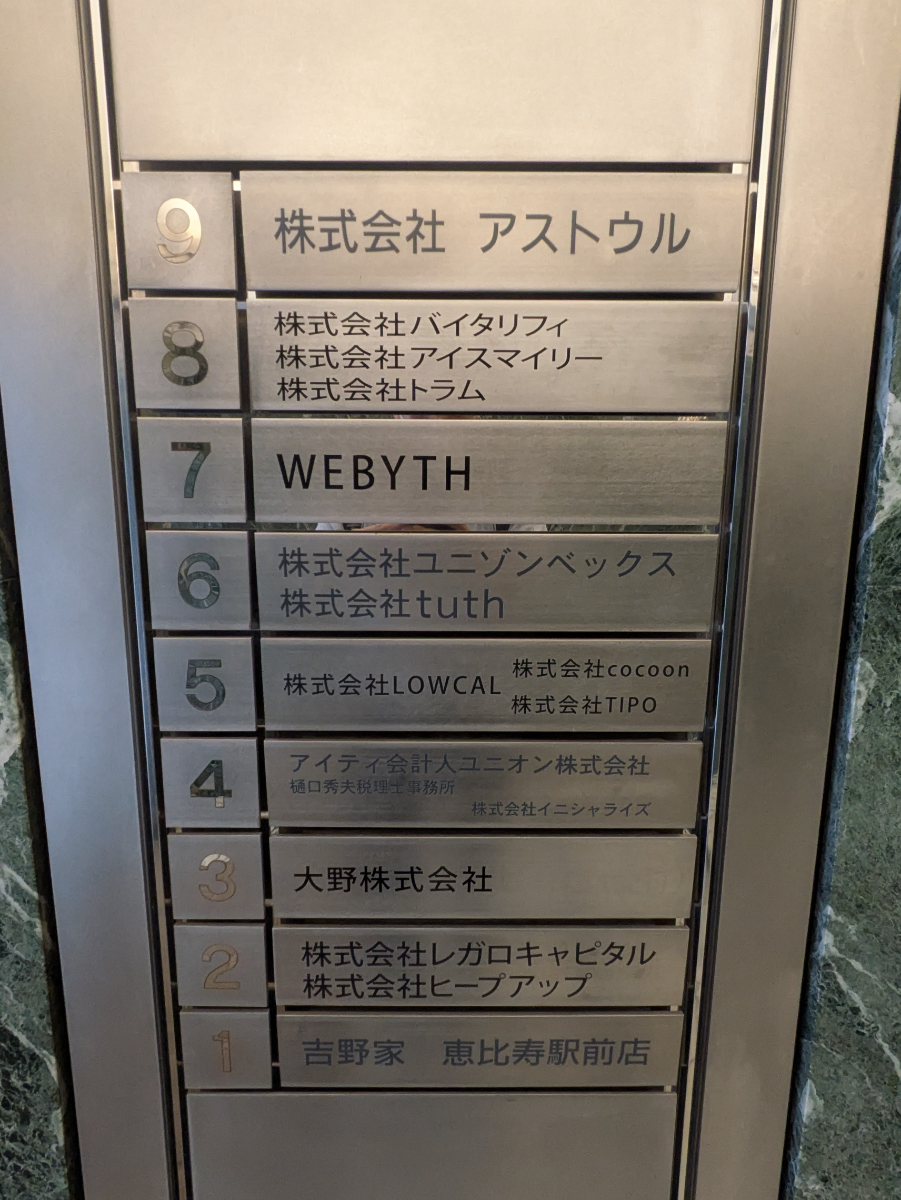 9 株式会社 アストウル
8 株式会社バイタリフィ
株式会社アイスマイリー
株式会社トラム
7 WEBYTH
6 株式会社ユニゾンベックス
株式会社tuth
5 株式会社LOWCAL 株式会社cocoon
株式会社TIPO
4 アイティ会計人ユニオン株式会社
樋口秀夫税理士事務所
株式会社イニシャライズ
3 大野株式会社
2 株式会社レガロキャピタル
株式会社ヒープアップ
1 吉野家 恵比寿駅前店